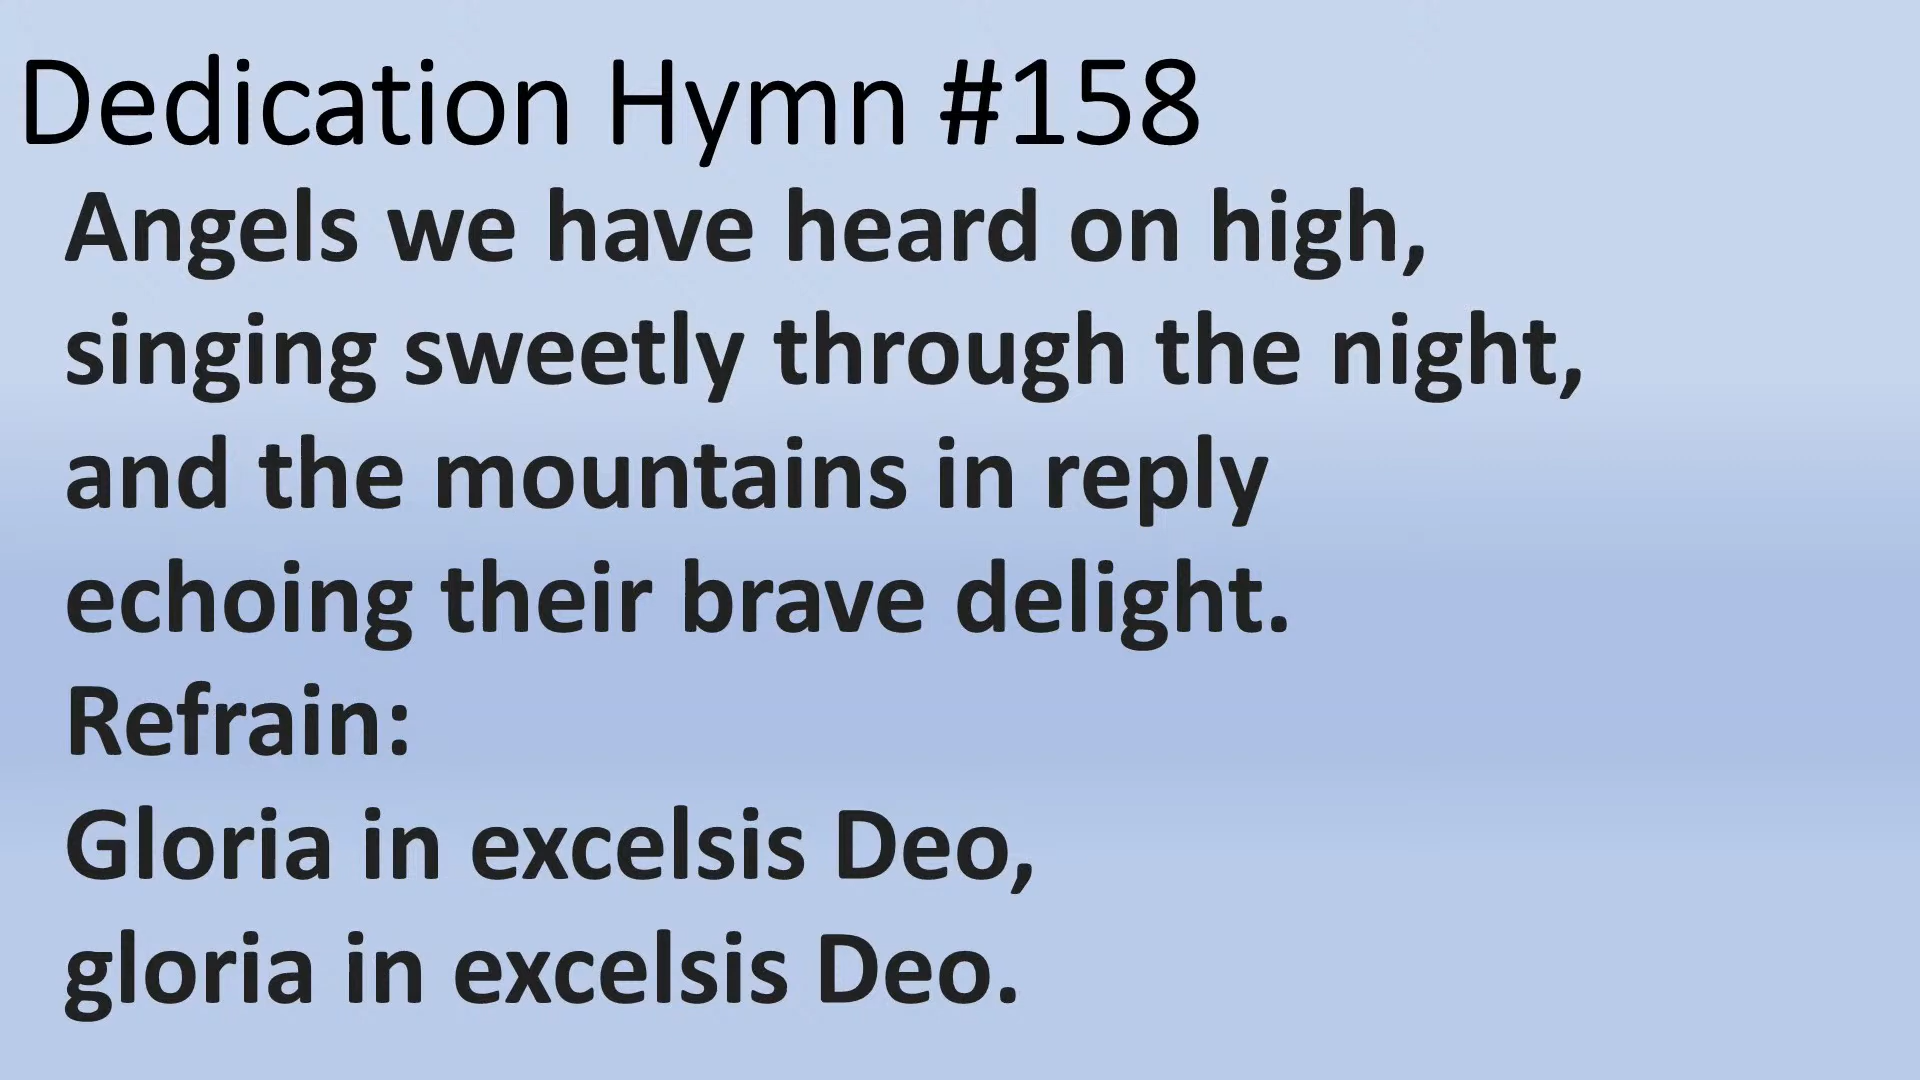 Dedication Hymn #158
Angels we have heard on high,
singing sweetly through the night,
and the mountains in reply
echoing their brave delight.
Refrain:
Gloria in excelsis Deo,
gloria in excelsis Deo.